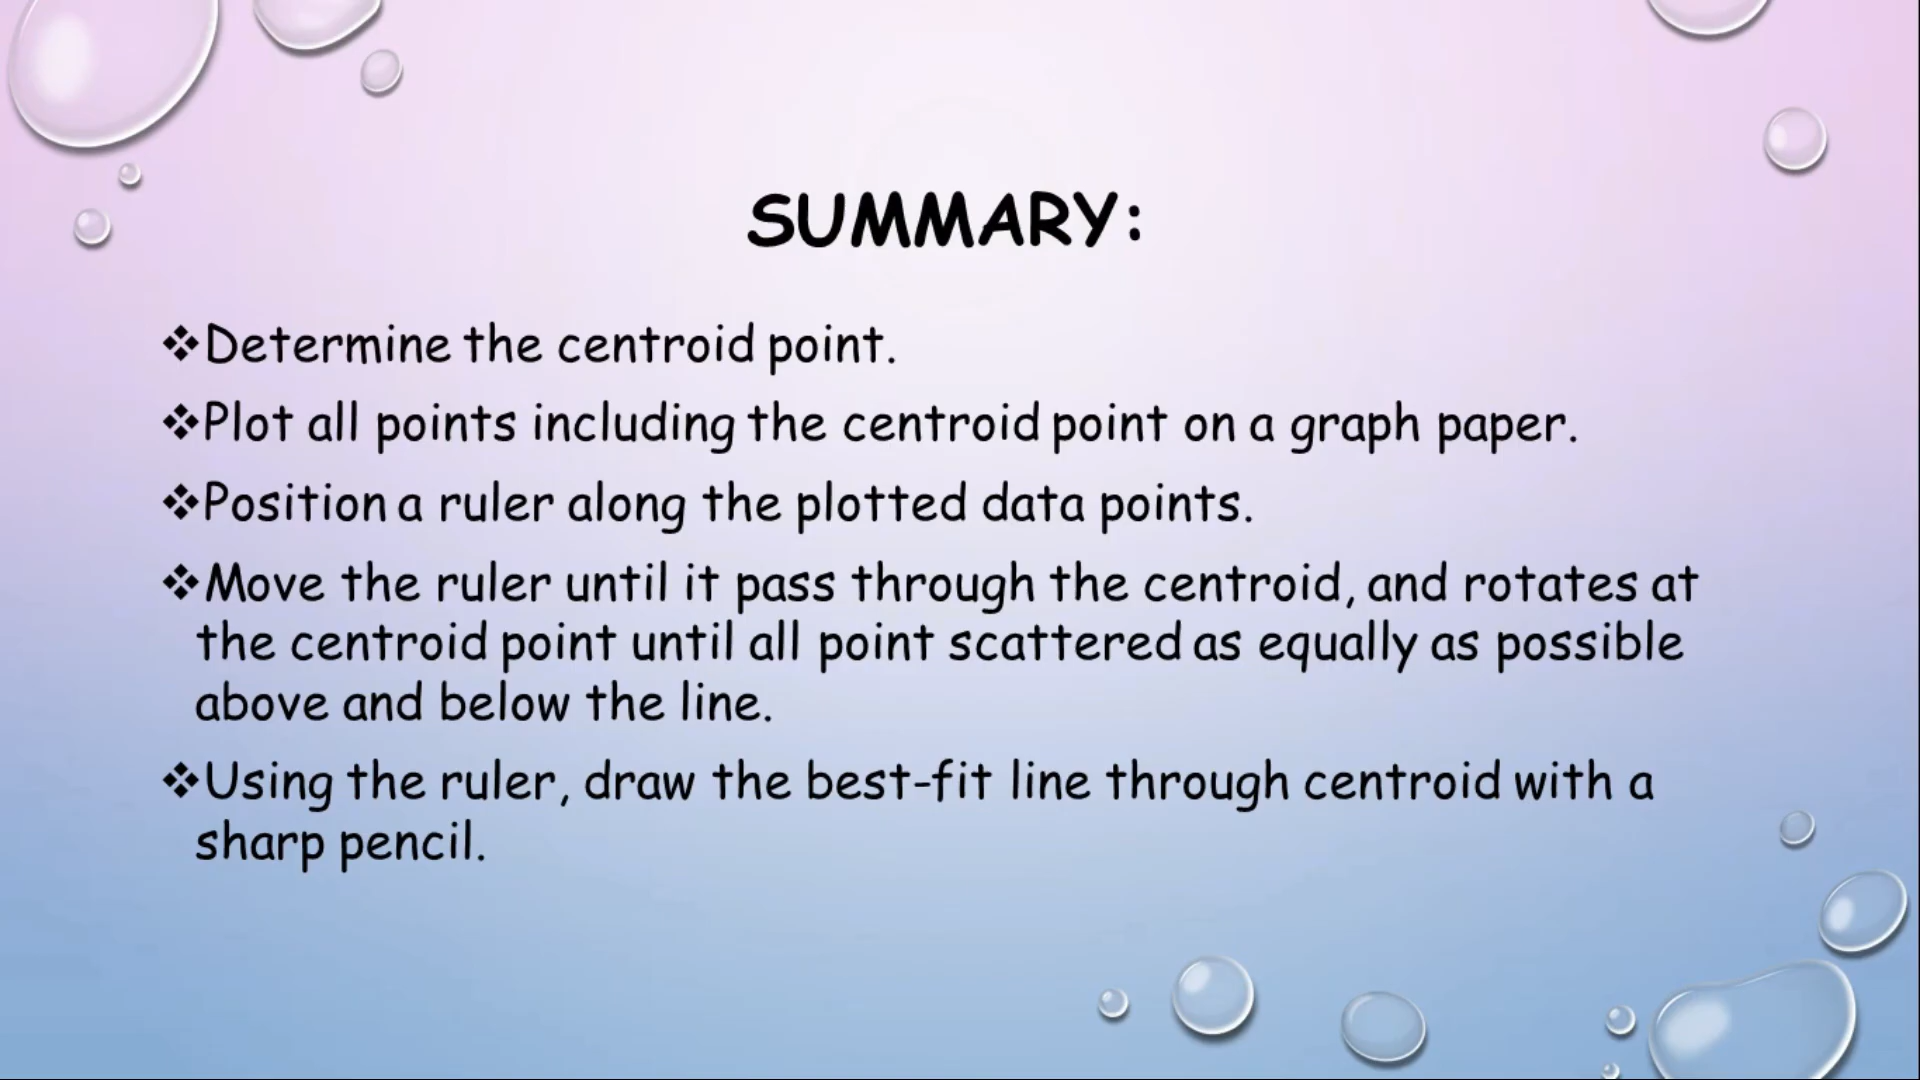 SUMMARY:
❖Determine the centroid point.
❖Plot all points including the centroid point on a graph paper.
❖Position a ruler along the plotted data points.
❖Move the ruler until it pass through the centroid, and rotates at
the centroid point until all point scattered as equally as possible
above and below the line.
❖Using the ruler, draw the best-fit line through centroid with a
sharp pencil.